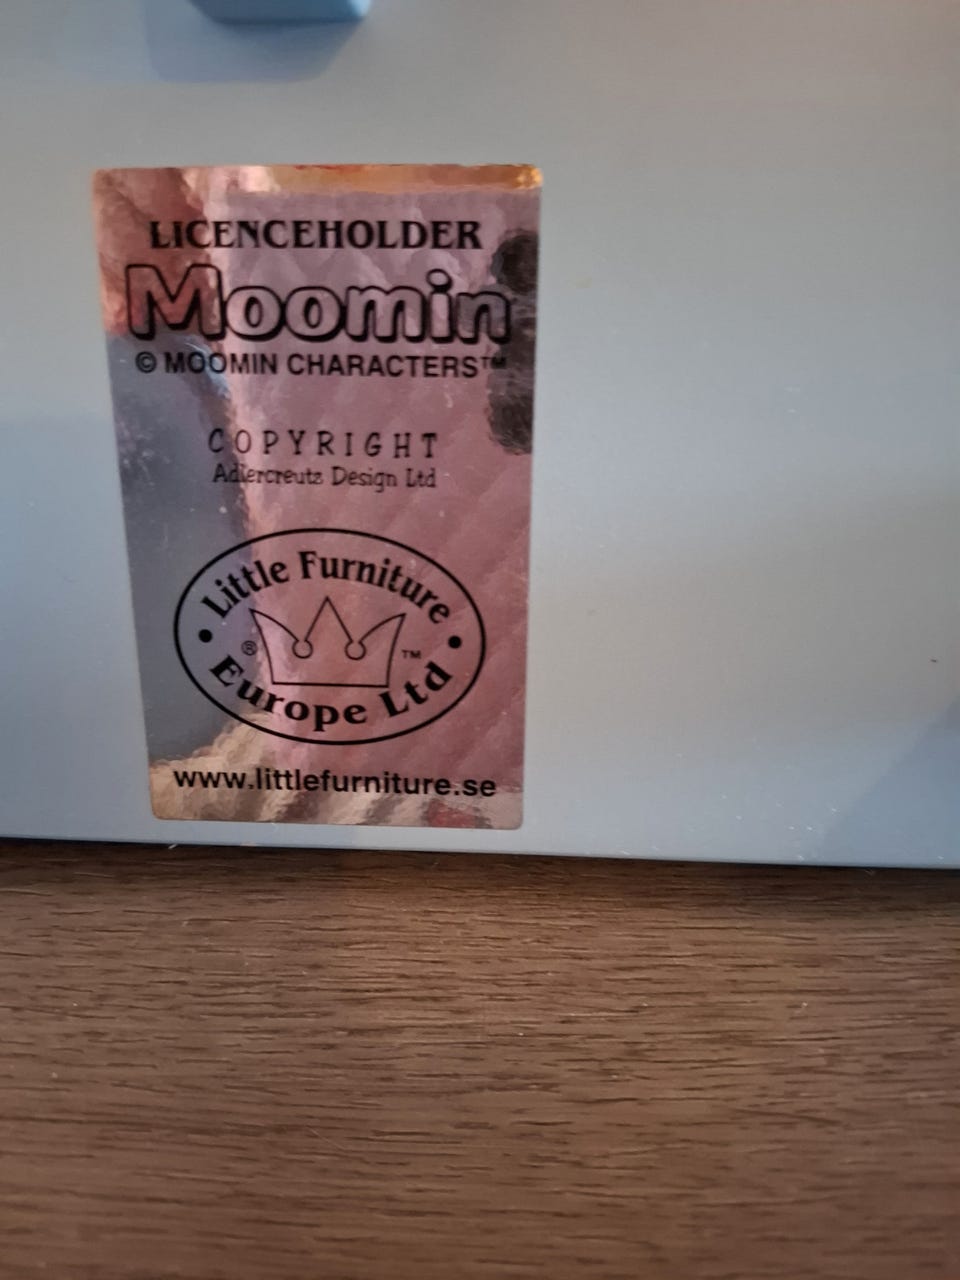 LICENCEHOLDER
Moomin
© MOOMIN CHARACTERS™
COPYRIGHT
Adlercreutz Design Ltd
Little Furniture
® ™
Europe Ltd
www.littlefurniture.se